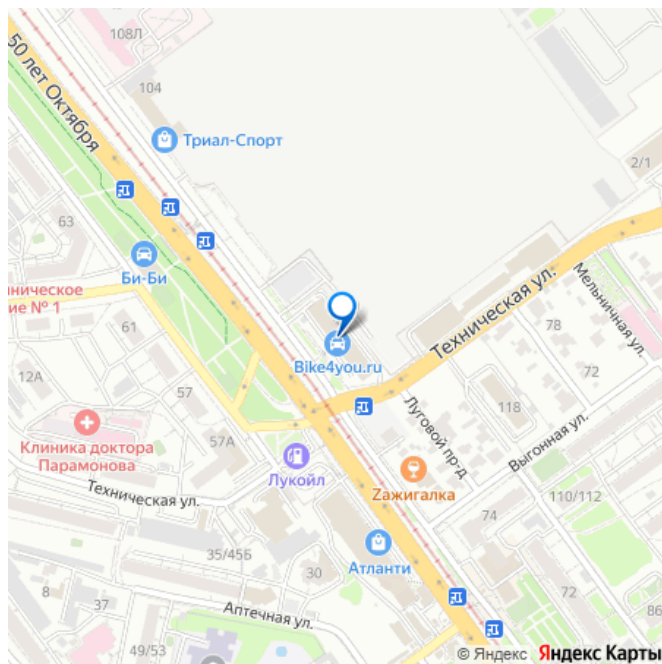 108Л
50 лет Октября
104
Триал-Спорт
2/1
63
Би-Би
ническое
ие № 1
Техническая ул.
Мельничная ул.
61
78
Bike4you.ru
72
12А
57
118
Луговой пр-д
Выгонная ул.
57А
Клиника доктора
Парамонова
Лукойл
Zажигалка
Техническая ул.
110/112
74
35/45Б
Атланти
30
8
37
72
Аптечная ул.
86
49/53
© Яндекс Яндекс Карты